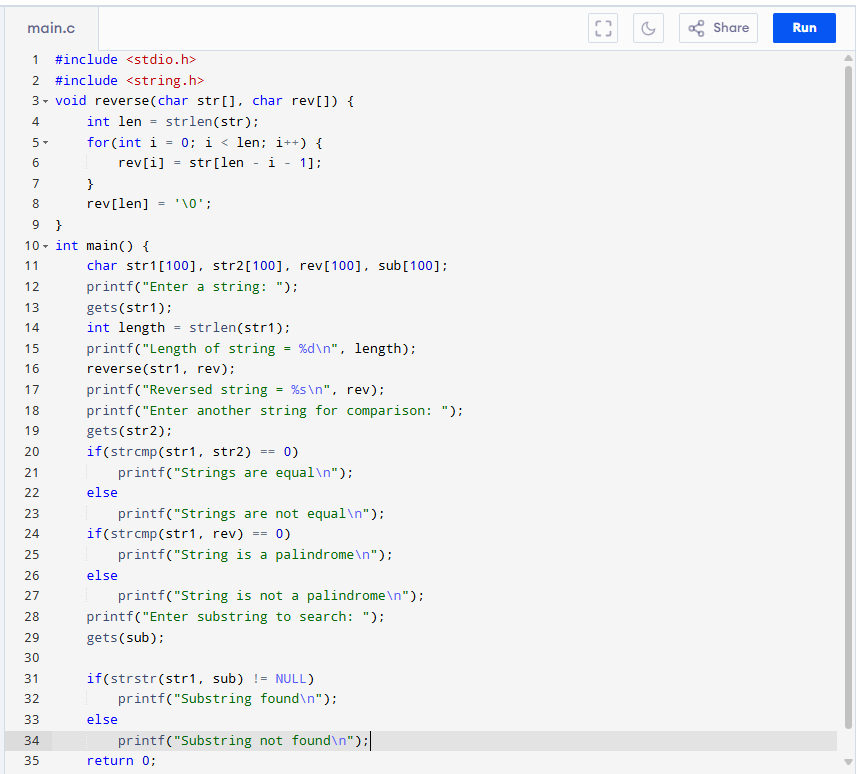 main.c
Share
Run
1 #include <stdio.h>
2 #include <string.h>
3 void reverse(char str[], char rev[]) {
4     int len = strlen(str);
5     for(int i = 0; i < len; i++) {
6         rev[i] = str[len - i - 1];
7     }
8     rev[len] = '\0';
9 }
10 int main() {
11     char str1[100], str2[100], rev[100], sub[100];
12     printf("Enter a string: ");
13     gets(str1);
14     int length = strlen(str1);
15     printf("Length of string = %d\n", length);
16     reverse(str1, rev);
17     printf("Reversed string = %s\n", rev);
18     printf("Enter another string for comparison: ");
19     gets(str2);
20     if(strcmp(str1, str2) == 0)
21         printf("Strings are equal\n");
22     else
23         printf("Strings are not equal\n");
24     if(strcmp(str1, rev) == 0)
25         printf("String is a palindrome\n");
26     else
27         printf("String is not a palindrome\n");
28     printf("Enter substring to search: ");
29     gets(sub);
30
31     if(strstr(str1, sub) != NULL)
32         printf("Substring found\n");
33     else
34         printf("Substring not found\n");
35     return 0;